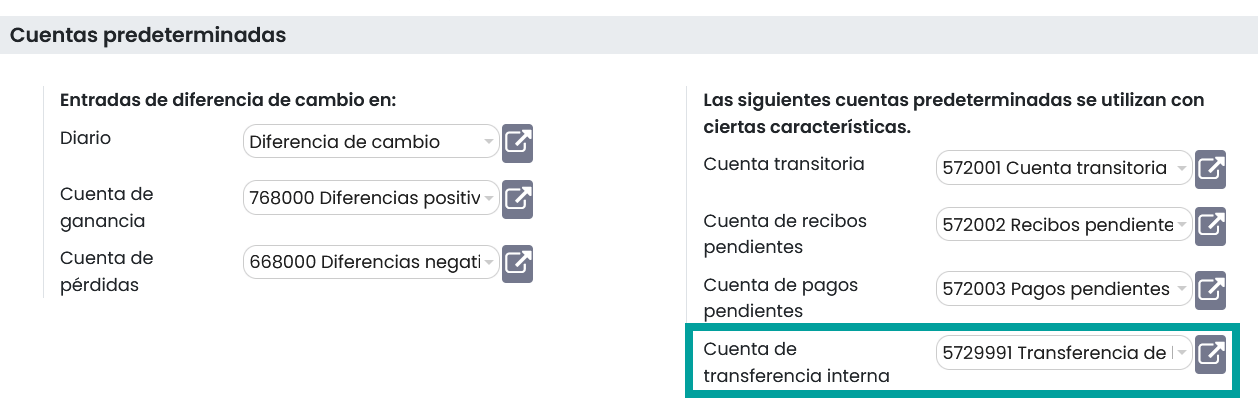 Cuentas predeterminadas
Entradas de diferencia de cambio en:
Diario
Diferencia de cambio
Cuenta de
ganancia
768000 Diferencias positiv
Cuenta de
pérdidas
668000 Diferencias negati
Las siguientes cuentas predeterminadas se utilizan con
ciertas características.
Cuenta transitoria
572001 Cuenta transitoria
Cuenta de recibos
pendientes
572002 Recibos pendiente
Cuenta de pagos
pendientes
572003 Pagos pendientes
Cuenta de
transferencia interna
5729991 Transferencia de